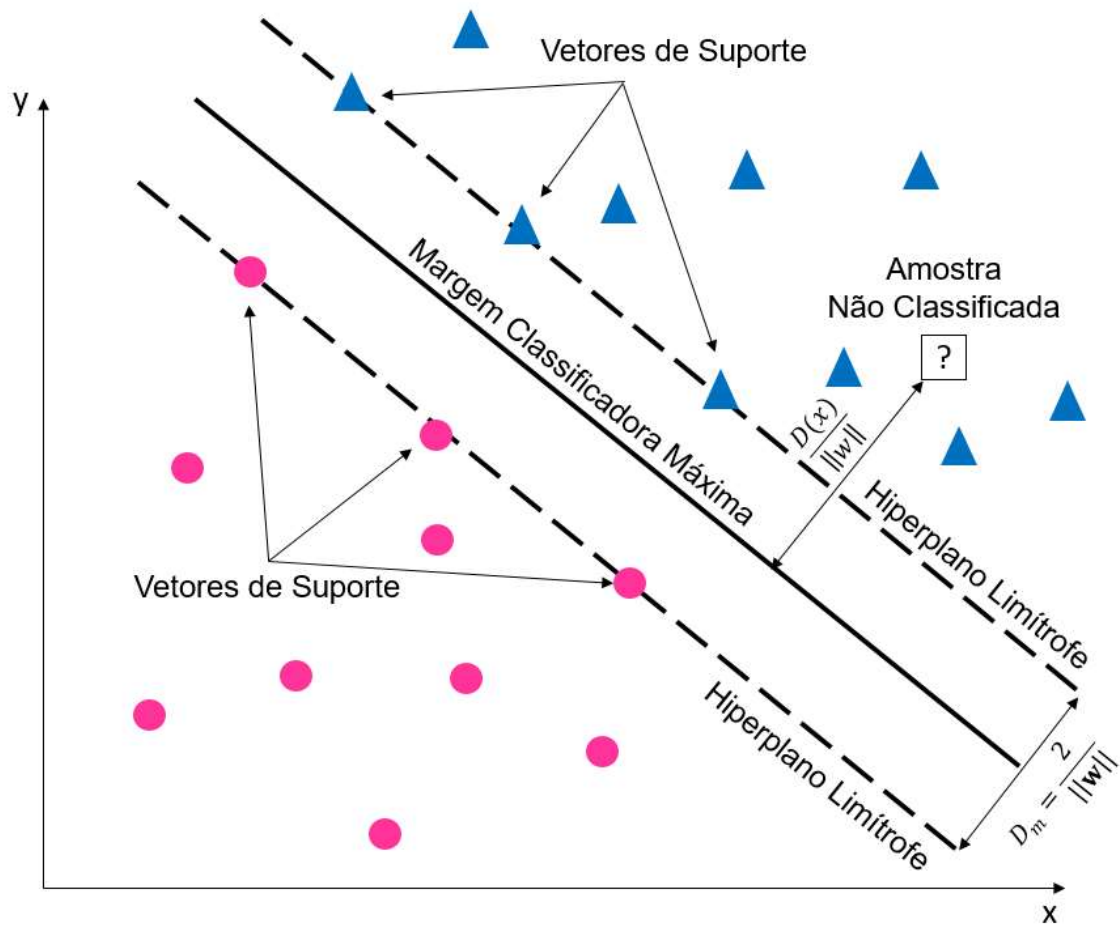 Vetores de Suporte
y
Amostra
Não Classificada
?
Margem Classificadora Máxima
D(x)
||w||
Hiperplano Limítrofe
Vetores de Suporte
Hiperplano Limítrofe
D_m = 2
||w||
x